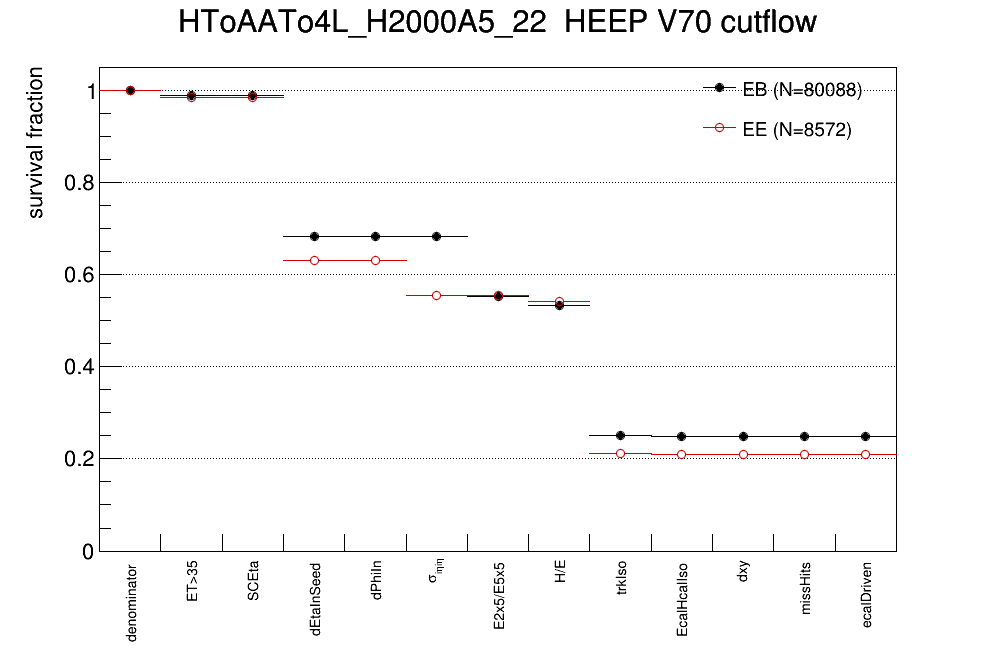 HToAATo4L_H2000A5_22 HEEP V70 cutflow
survival fraction
1
0.8
0.6
0.4
0.2
0
EB (N=80088)
EE (N=8572)
denominator
ET>35
SCEta
dEtaInSeed
dPhiIn
σiηiη
E2x5/E5x5
H/E
trkIso
EcalHcalIso
dxy
missHits
ecalDriven